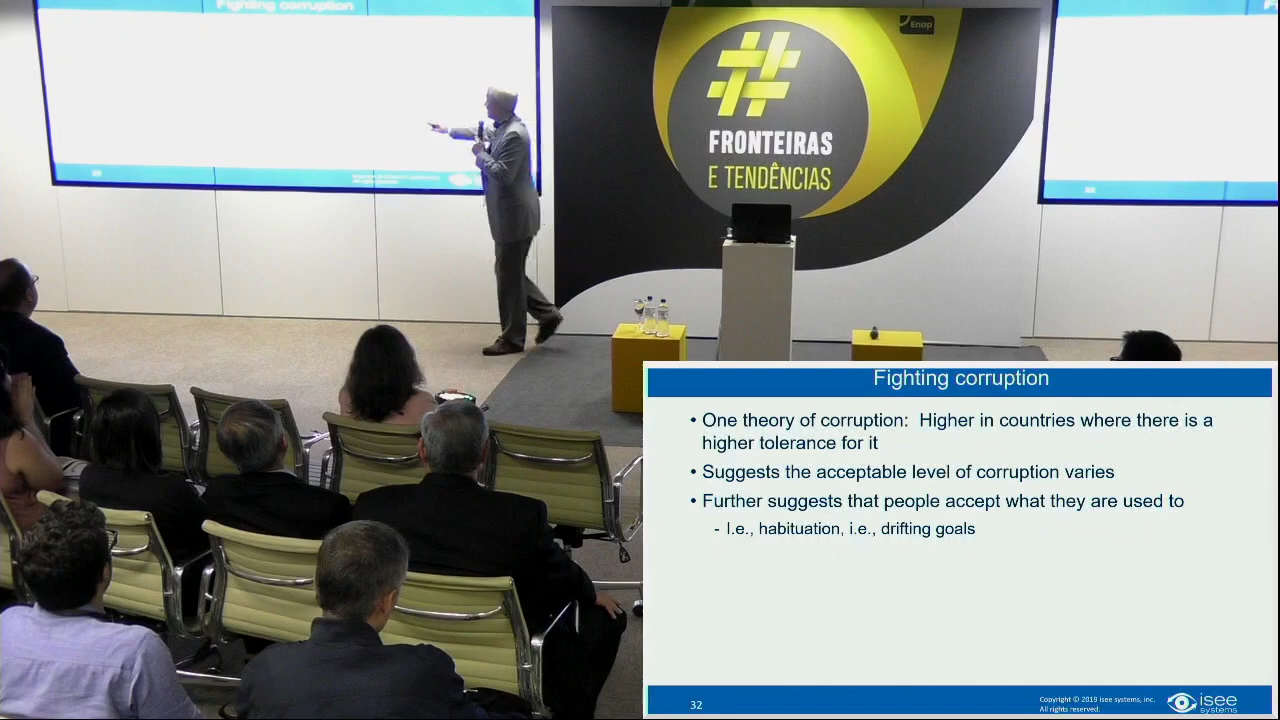 Fighting corruption
Enap
FRONTEIRAS
E TENDÊNCIAS
Fighting corruption
• One theory of corruption: Higher in countries where there is a
higher tolerance for it
• Suggests the acceptable level of corruption varies
• Further suggests that people accept what they are used to
- I.e., habituation, i.e., drifting goals
32
Copyright © 2019 isee systems, inc.
All rights reserved.
isee
systems